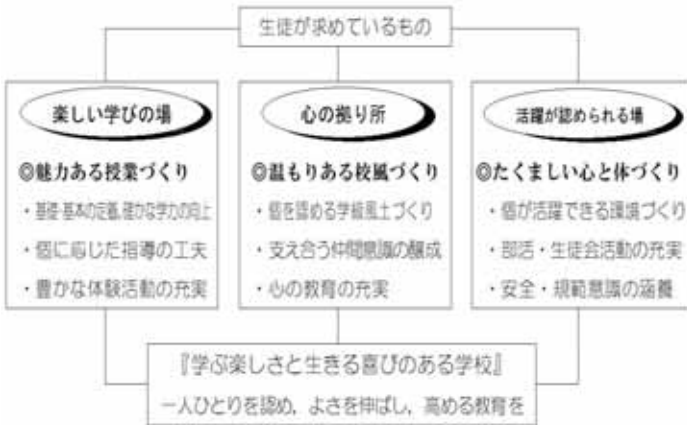 生徒が求めているもの
楽しい学びの場
◎魅力ある授業づくり
・基礎・基本の定着、確かな学力の向上
・個に応じた指導の工夫
・豊かな体験活動の充実
心の拠り所
◎温もりある校風づくり
・個を認める学級風土づくり
・支え合う仲間意識の醸成
・心の教育の充実
活躍が認められる場
◎たくましい心と体づくり
・個が活躍できる環境づくり
・部活・生徒会活動の充実
・安全・規範意識の涵養
『学ぶ楽しさと生きる喜びのある学校』
一人ひとりを認め，よさを伸ばし，高める教育を